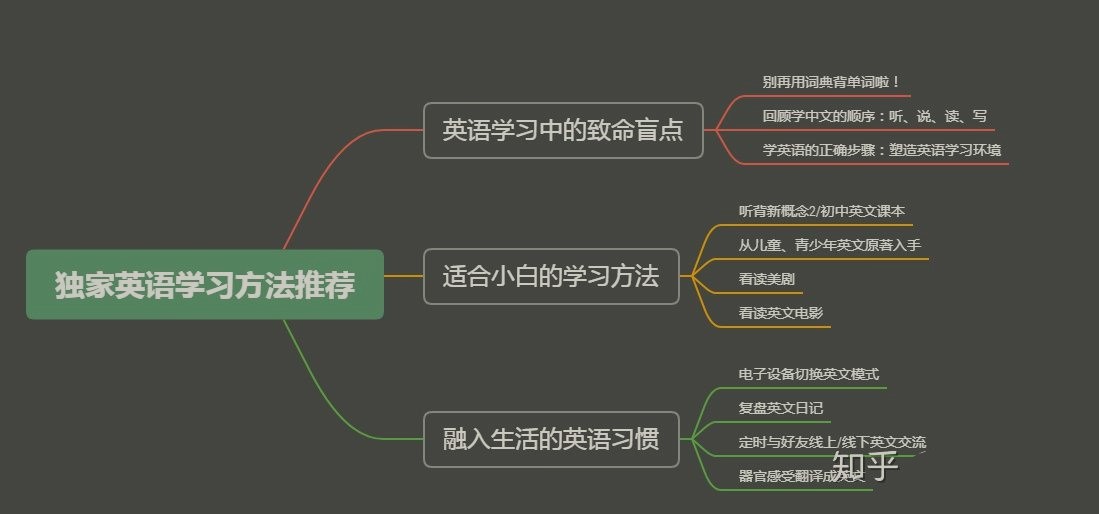 别再用词典背单词啦！
英语学习中的致命盲点
回顾学中文的顺序：听、说、读、写
学英语的正确步骤：塑造英语学习环境
听背新概念2/初中英文课本
从儿童、青少年英文原著入手
独家英语学习方法推荐
适合小白的学习方法
看读美剧
看读英文电影
电子设备切换英文模式
复盘英文日记
融入生活的英语习惯
定时与好友线上/线下英文交流
知乎
器官感受翻译成英文